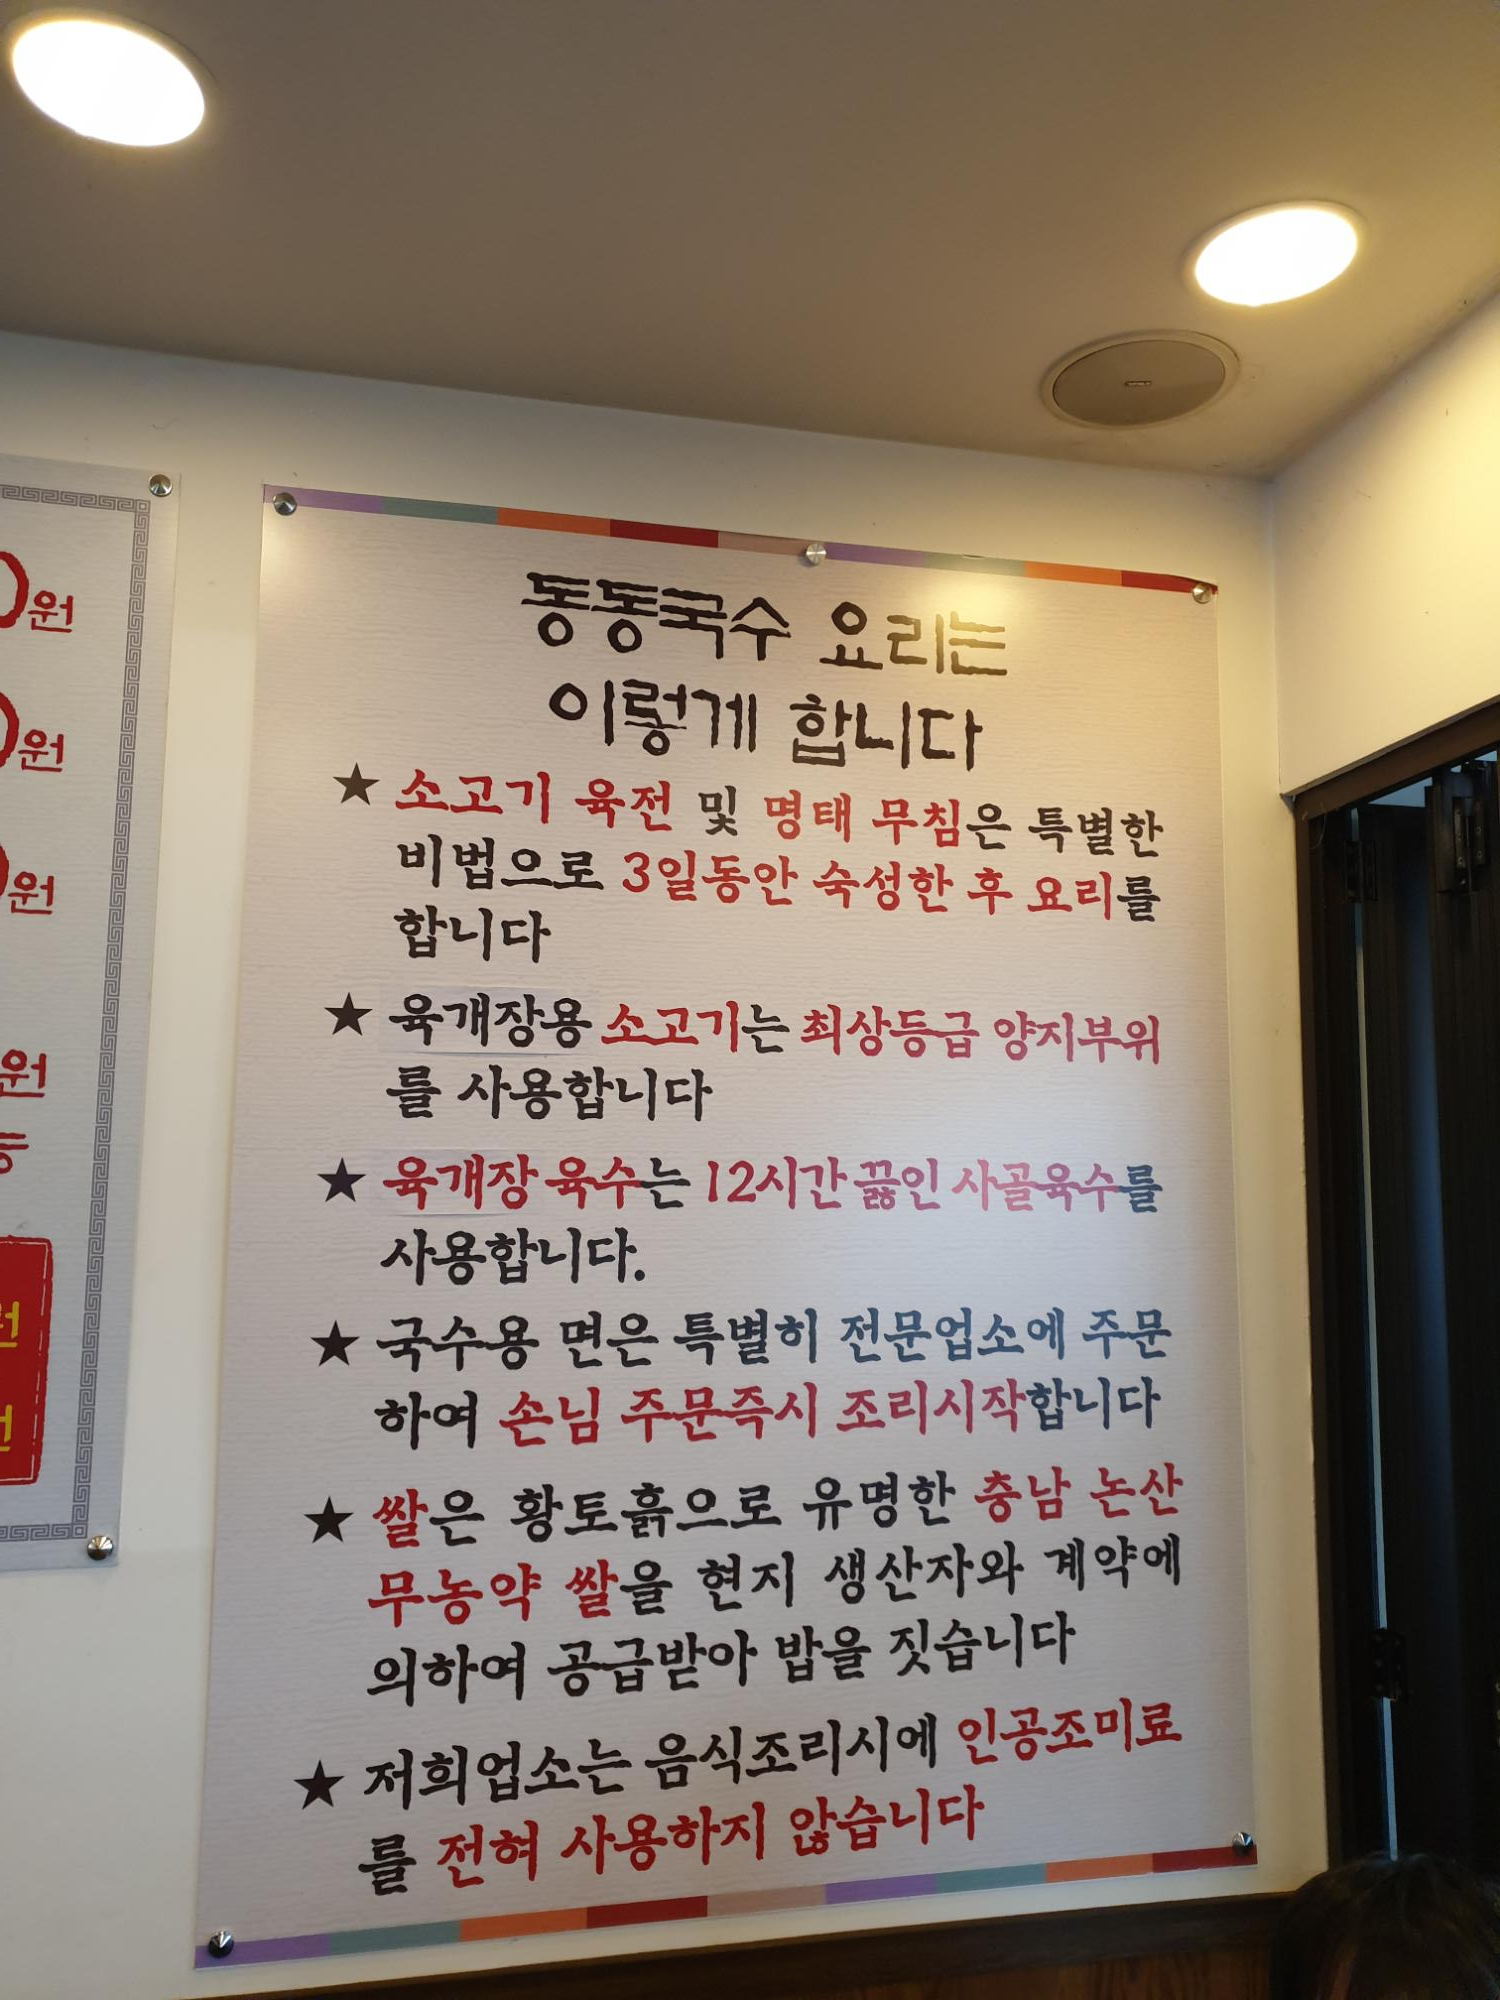 원
원
원
원
등
원
원
동동국수 요리는
이렇게 합니다
★ 소고기 육전 및 명태 무침은 특별한
비법으로 3일동안 숙성한 후 요리를
합니다
★ 육개장용 소고기는 최상등급 양지부위
를 사용합니다
★ 육개장 육수는 12시간 끓인 사골육수를
사용합니다.
★ 국수용 면은 특별히 전문업소에 주문
하여 손님 주문즉시 조리시작합니다
★ 쌀은 황토흙으로 유명한 충남 논산
무농약 쌀을 현지 생산자와 계약에
의하여 공급받아 밥을 짓습니다
★ 저희업소는 음식조리시에 인공조미료
를 전혀 사용하지 않습니다